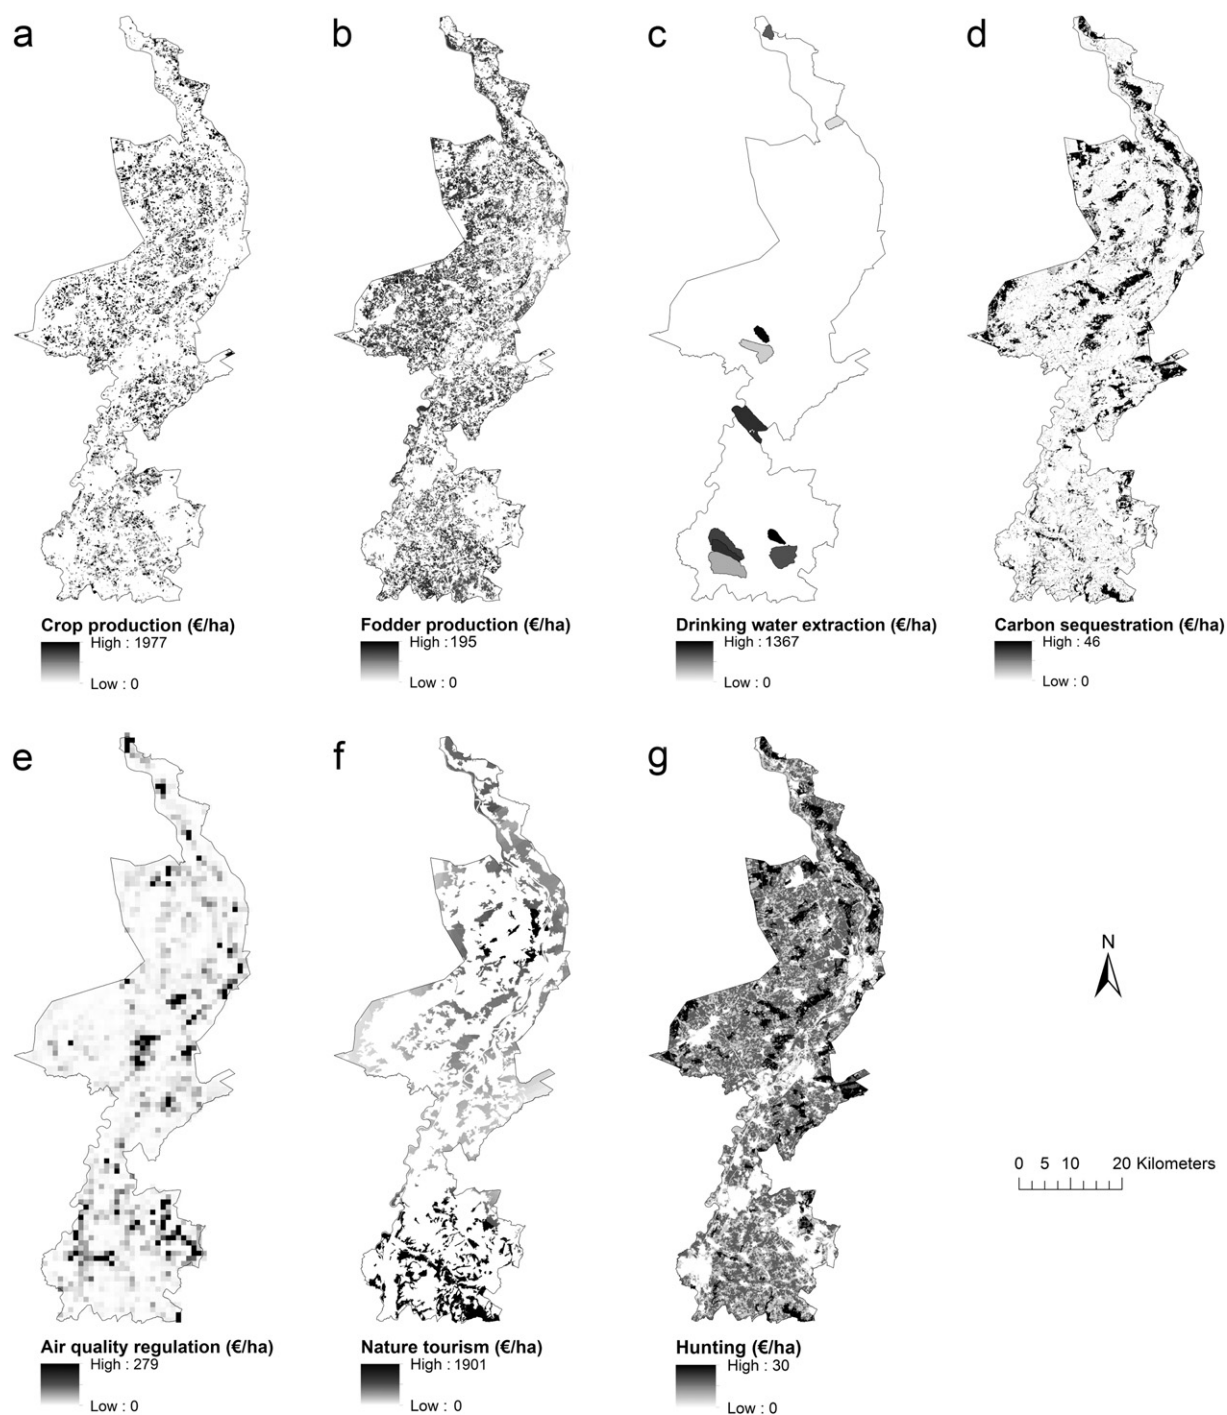 a
b
c
d
Crop production (€/ha)
High : 1977
Low : 0
Fodder production (€/ha)
High : 195
Low : 0
Drinking water extraction (€/ha)
High : 1367
Low : 0
Carbon sequestration (€/ha)
High : 46
Low : 0
e
f
g
N
0 5 10 20 Kilometers
Air quality regulation (€/ha)
High : 279
Low : 0
Nature tourism (€/ha)
High : 1901
Low : 0
Hunting (€/ha)
High : 30
Low : 0